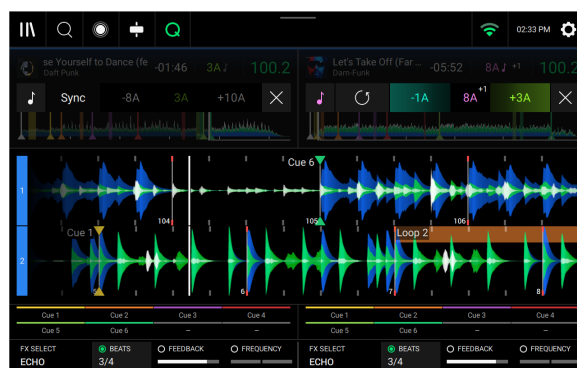 02:33 PM
se Yourself to Dance (fe
Daft Punk
-01:46
3A
100.2
Let's Take Off (Far ...
Dam-Funk
-05:52
8A +1
100.2
Sync
-8A
3A
+10A
-1A
8A +1
+3A
Cue 6
1
104
105
106
Cue 1
Loop 2
2
5
6
7
8
Cue 1
Cue 2
Cue 3
Cue 4
Cue 1
Cue 2
Cue 3
Cue 4
Cue 5
Cue 6
–
–
Cue 5
Cue 6
–
–
FX SELECT
ECHO
BEATS
3/4
FEEDBACK
FREQUENCY
FX SELECT
ECHO
BEATS
3/4
FEEDBACK
FREQUENCY